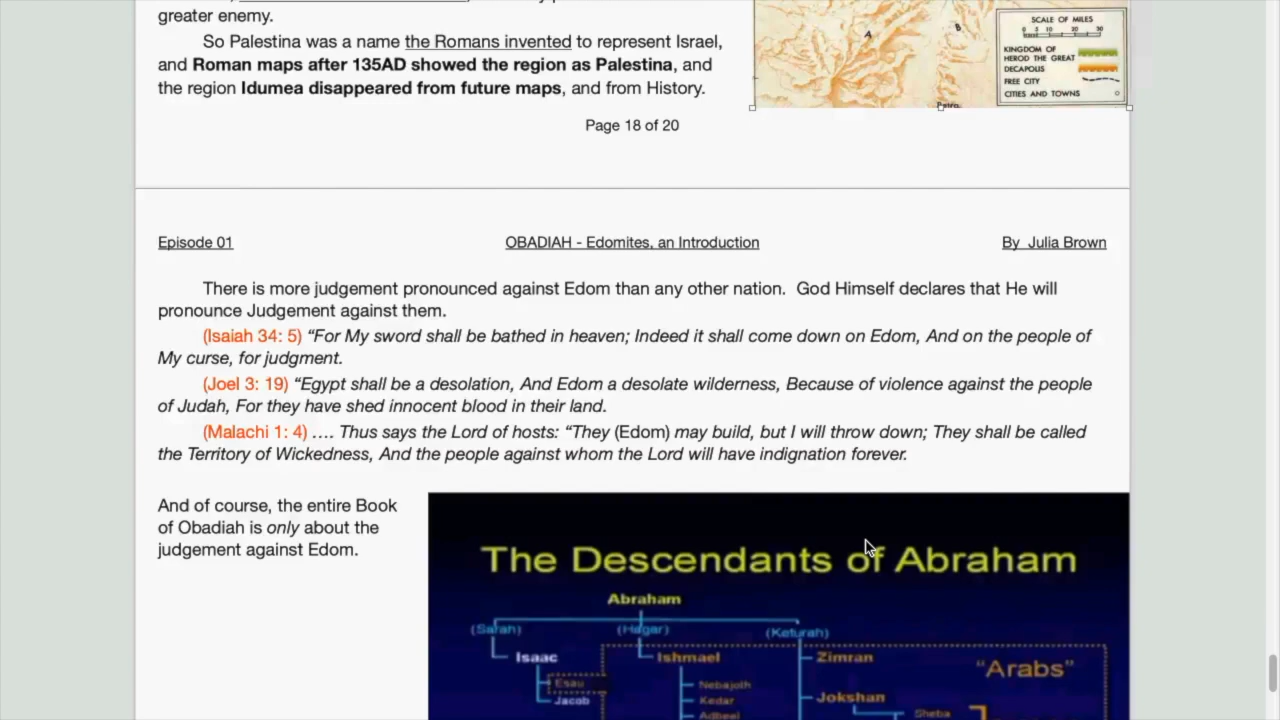 greater enemy.
So Palestina was a name the Romans invented to represent Israel,
and Roman maps after 135AD showed the region as Palestina, and
the region Idumea disappeared from future maps, and from History.
A
B
Petra
SCALE OF MILES
0 5 10 20 30
KINGDOM OF
HEROD THE GREAT
DECAPOLIS
FREE CITY
CITIES AND TOWNS
Page 18 of 20
Episode 01
OBADIAH - Edomites, an Introduction
By Julia Brown
There is more judgement pronounced against Edom than any other nation. God Himself declares that He will
pronounce Judgement against them.
(Isaiah 34: 5) “For My sword shall be bathed in heaven; Indeed it shall come down on Edom, And on the people of
My curse, for judgment.
(Joel 3: 19) “Egypt shall be a desolation, And Edom a desolate wilderness, Because of violence against the people
of Judah, For they have shed innocent blood in their land.
(Malachi 1: 4) …. Thus says the Lord of hosts: “They (Edom) may build, but I will throw down; They shall be called
the Territory of Wickedness, And the people against whom the Lord will have indignation forever.
And of course, the entire Book
of Obadiah is only about the
judgement against Edom.
The Descendants of Abraham
Abraham
(Sarah)
(Hagar)
(Keturah)
Isaac
Ishmael
Zimran
“Arabs”
Esau
Nebajoth
Jacob
Kedar
Jokshan
Adbeal
Sheba